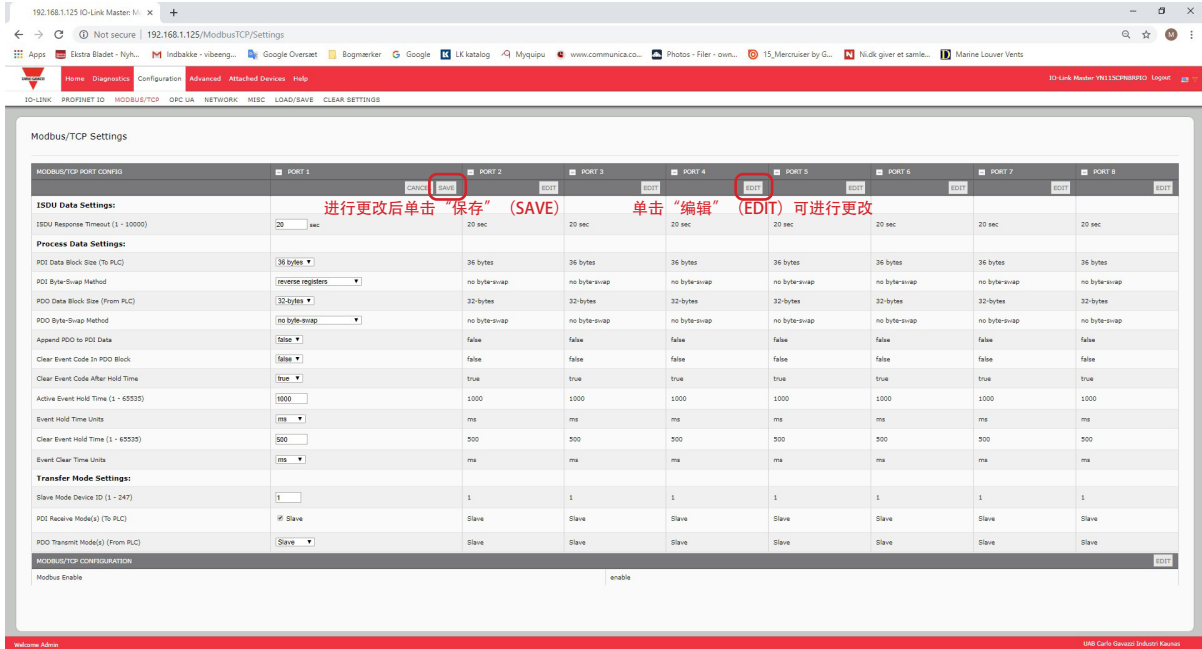 192.168.1.125 IO-Link Master: M
Not secure | 192.168.1.125/ModbusTCP/Settings
Apps Ekstra Bladet - Nyh... Indbakke - vibeeng... Google Oversæt Bogmærker Google LK katalog Myquipu www.communica.co... Photos - Filer - own... 15_Mercruiser by G... Ni.dk giver et samle... Marine Louver Vents
Home Diagnostics Configuration Advanced Attached Devices Help IO-Link Master YN115CPN8RPIO Logout
IO-LINK PROFINET IO MODBUS/TCP OPC UA NETWORK MISC LOAD/SAVE CLEAR SETTINGS
Modbus/TCP Settings
MODBUS/TCP PORT CONFIG PORT 1 PORT 2 PORT 3 PORT 4 PORT 5 PORT 6 PORT 7 PORT 8
CANCEL SAVE EDIT EDIT EDIT EDIT EDIT EDIT EDIT
进行更改后单击“保存”（SAVE） 单击“编辑”（EDIT）可进行更改
ISDU Data Settings:
ISDU Response Timeout (1 - 10000) 20 sec 20 sec 20 sec 20 sec 20 sec 20 sec 20 sec 20 sec
Process Data Settings:
PDI Data Block Size (To PLC) 36 bytes 36 bytes 36 bytes 36 bytes 36 bytes 36 bytes 36 bytes 36 bytes
PDI Byte-Swap Method reverse registers no byte-swap no byte-swap no byte-swap no byte-swap no byte-swap no byte-swap no byte-swap
PDO Data Block Size (From PLC) 32-bytes 32-bytes 32-bytes 32-bytes 32-bytes 32-bytes 32-bytes 32-bytes
PDO Byte-Swap Method no byte-swap no byte-swap no byte-swap no byte-swap no byte-swap no byte-swap no byte-swap no byte-swap
Append PDO to PDI Data false false false false false false false false
Clear Event Code In PDO Block false false false false false false false false
Clear Event Code After Hold Time true true true true true true true true
Active Event Hold Time (1 - 65535) 1000 1000 1000 1000 1000 1000 1000 1000
Event Hold Time Units ms ms ms ms ms ms ms ms
Clear Event Hold Time (1 - 65535) 500 500 500 500 500 500 500 500
Event Clear Time Units ms ms ms ms ms ms ms ms
Transfer Mode Settings:
Slave Mode Device ID (1 - 247) 1 1 1 1 1 1 1 1
PDI Receive Mode(s) (To PLC) Slave Slave Slave Slave Slave Slave Slave Slave
PDO Transmit Mode(s) (From PLC) Slave Slave Slave Slave Slave Slave Slave Slave
MODBUS/TCP CONFIGURATION EDIT
Modbus Enable enable
Welcome Admin UAB Carlo Gavazzi Industri Kaunas